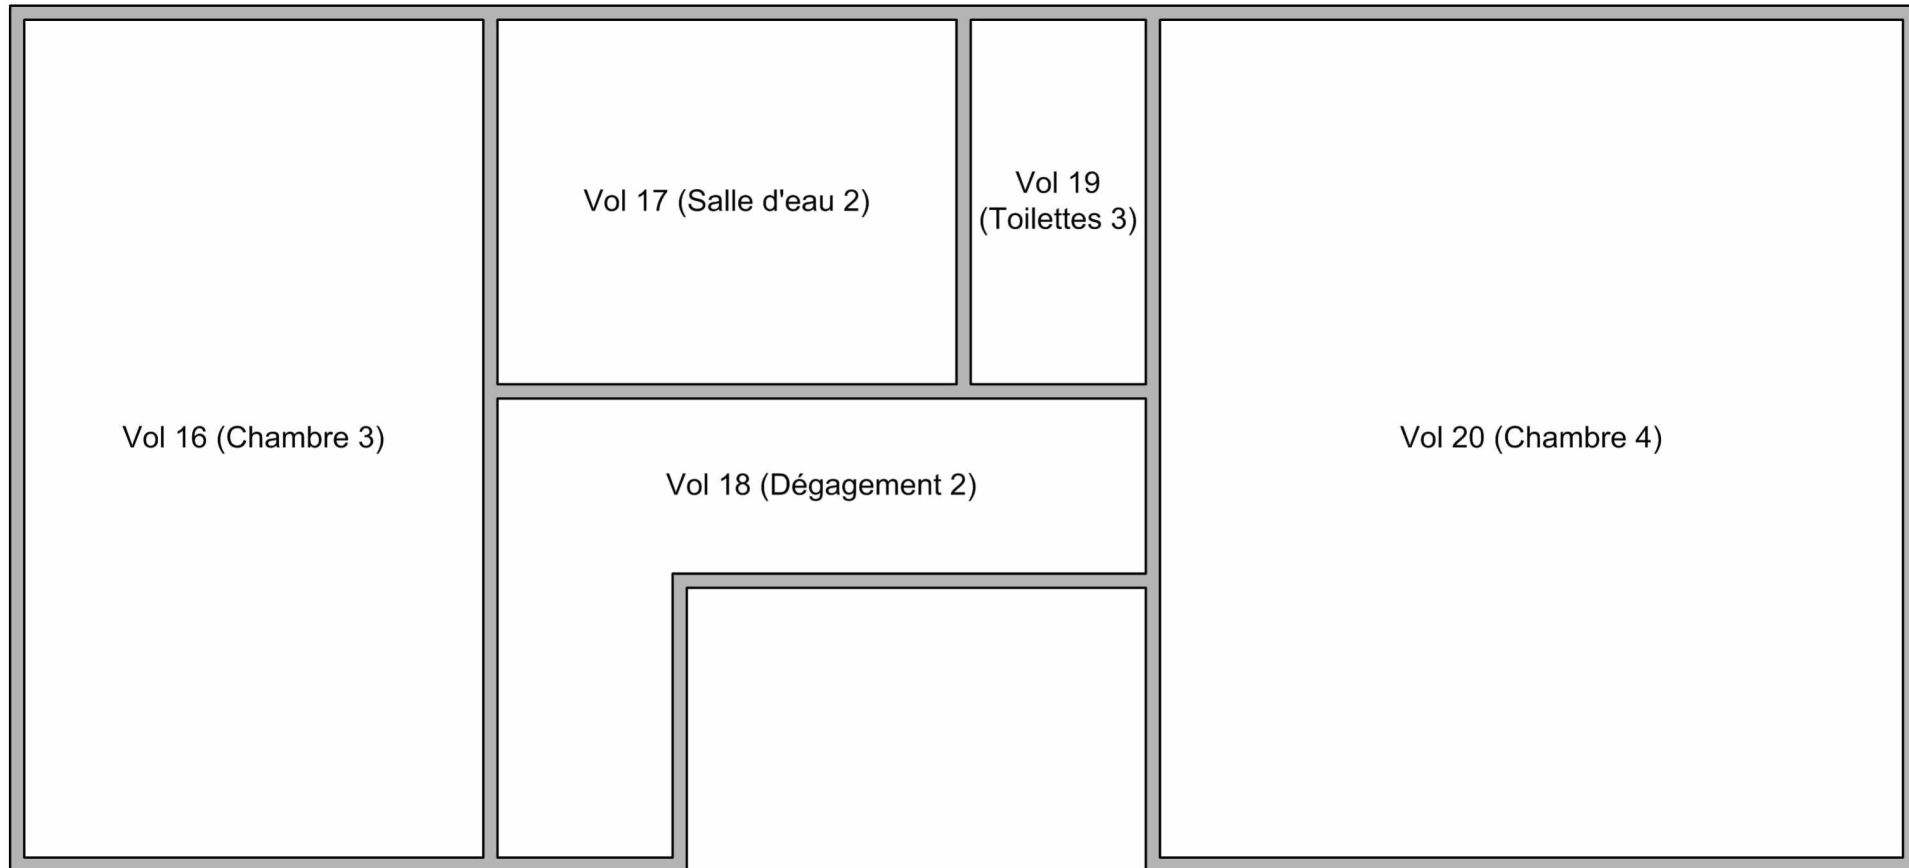 Vol 17 (Salle d'eau 2)
Vol 19
(Toilettes 3)
Vol 16 (Chambre 3)
Vol 20 (Chambre 4)
Vol 18 (Dégagement 2)